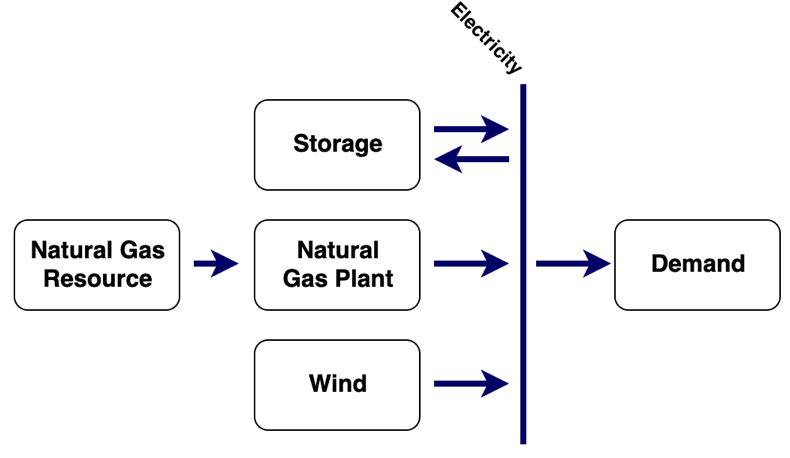 Electricity
Storage
Natural Gas
Resource
Natural
Gas Plant
Demand
Wind